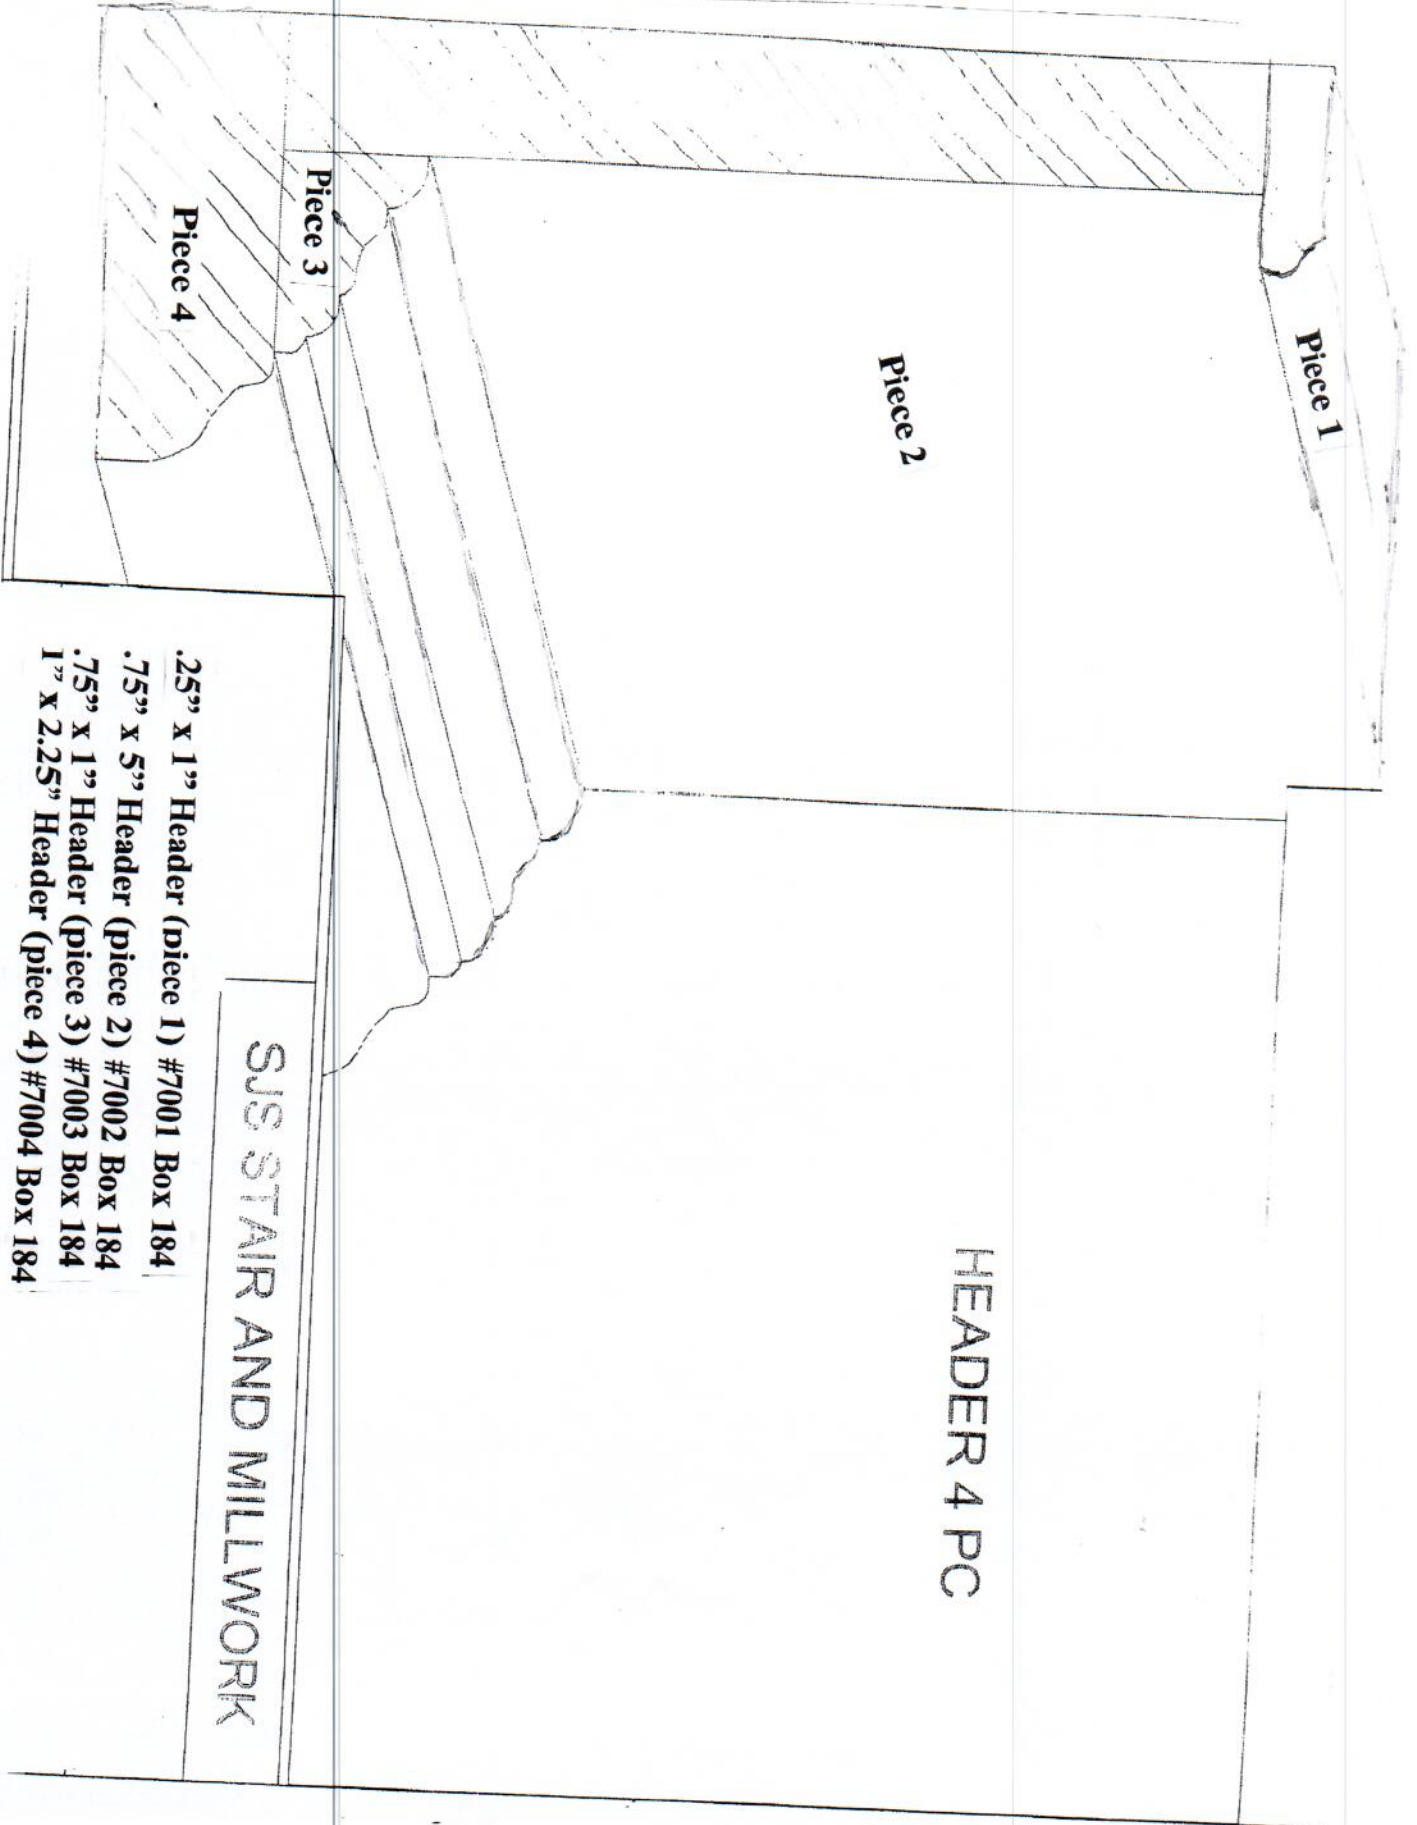 Piece 1
Piece 2
Piece 3
Piece 4
HEADER 4 PC
SJS STAIR AND MILLWORK
.25” x 1” Header (piece 1) #7001 Box 184
.75” x 5” Header (piece 2) #7002 Box 184
.75” x 1” Header (piece 3) #7003 Box 184
1” x 2.25” Header (piece 4) #7004 Box 184